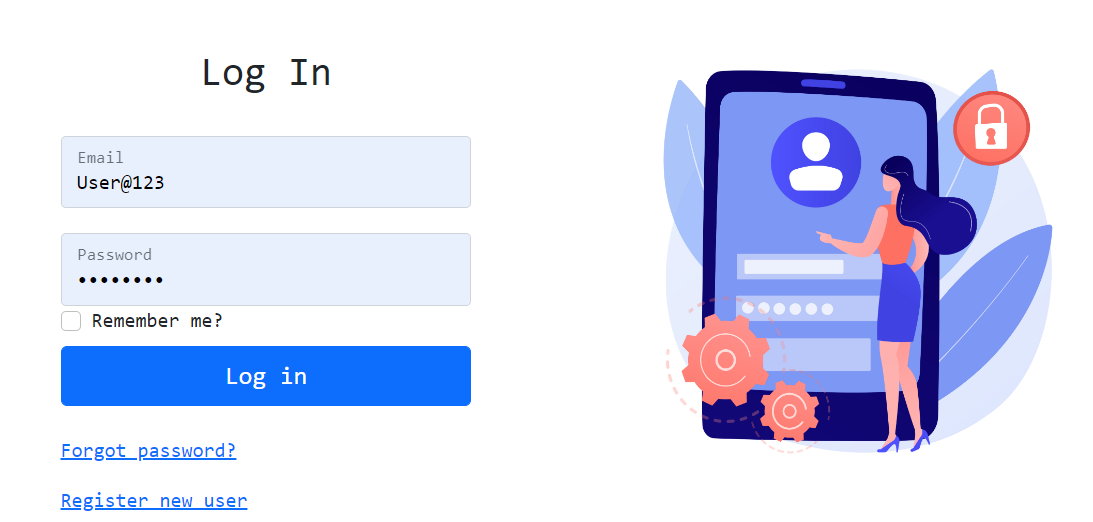 Log In
Email
User@123
Password
••••••••
Remember me?
Log in
Forgot password?
Register new user